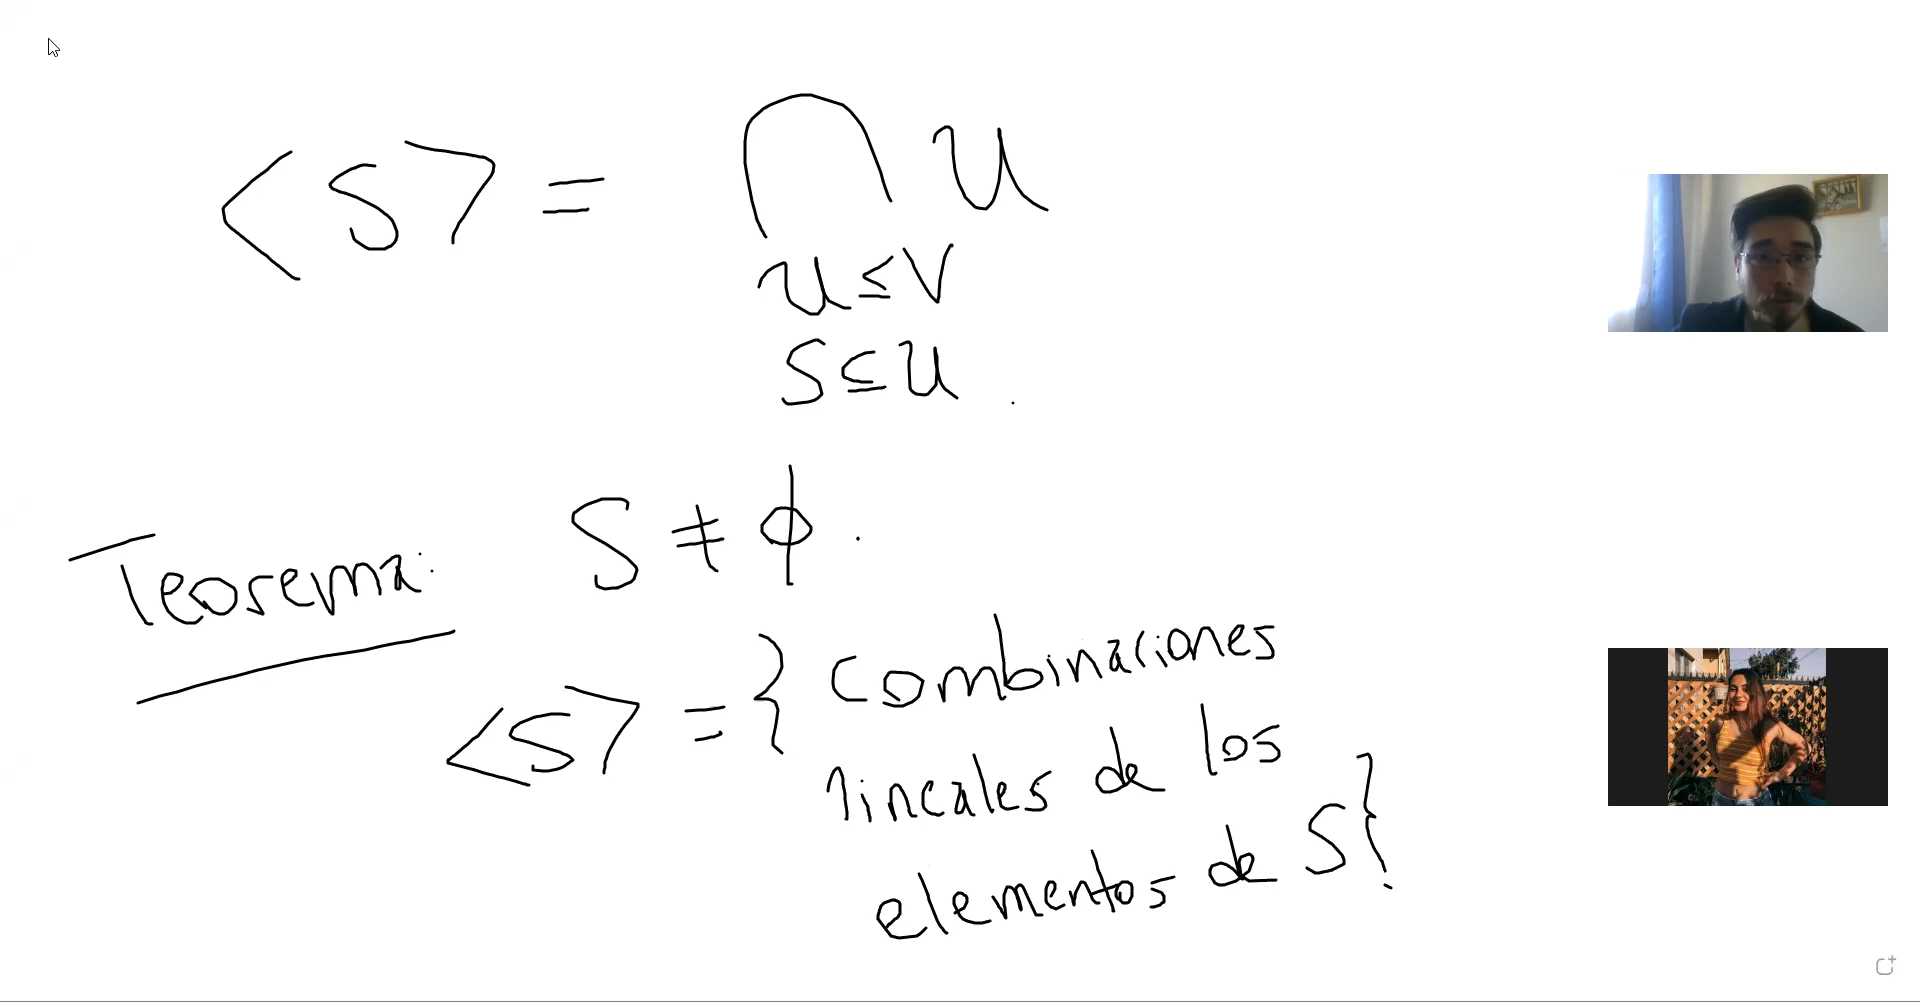 <S> = ⋂ U
U ≤ V
S ⊆ U .
Teorema: S ≠ ϕ .
<S> = { combinaciones
lineales de los
elementos de S}.